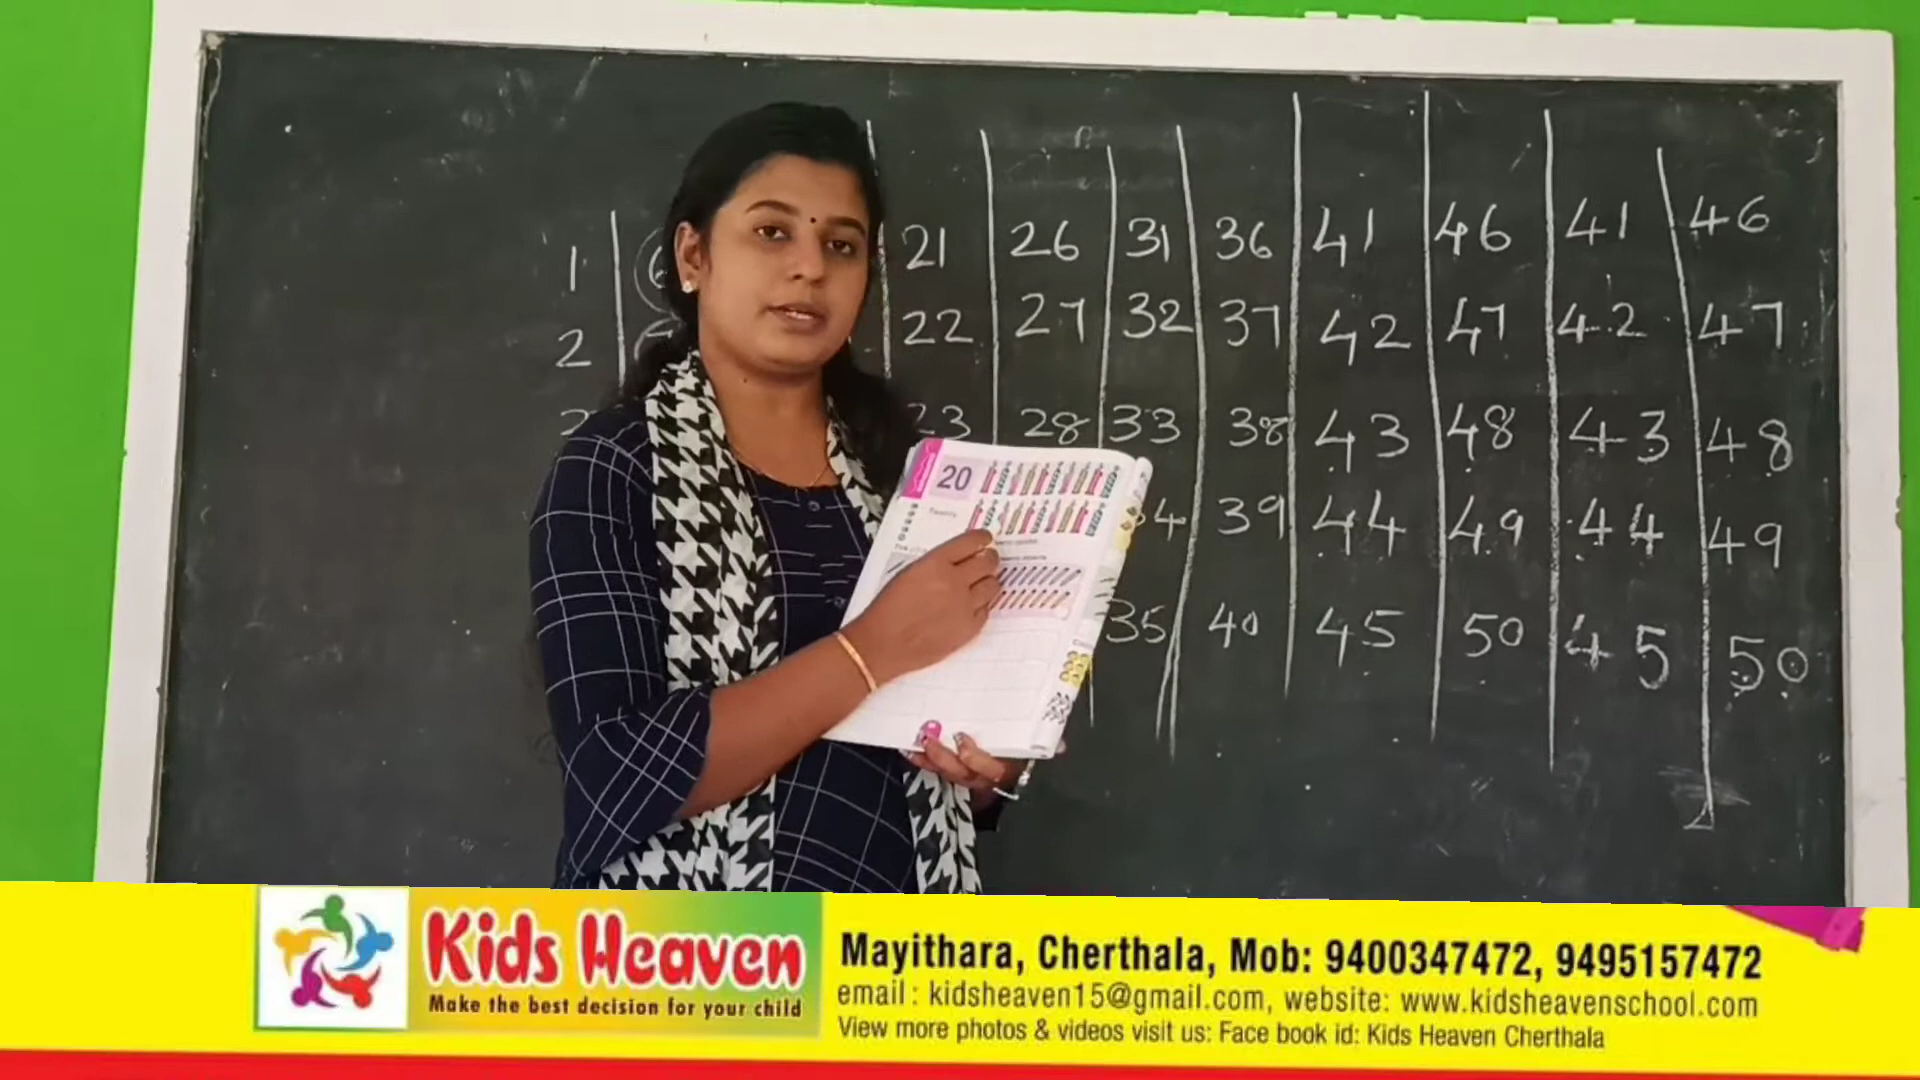 1 21 26 31 36 41 46 41 46
2 22 27 32 37 42 47 42 47
23 28 33 38 43 48 43 48
39 44 49 44 49
35 40 45 50 45 50
20
Twenty
Kids Heaven
Make the best decision for your child
Mayithara, Cherthala, Mob: 9400347472, 9495157472
email : kidsheaven15@gmail.com, website: www.kidsheavenschool.com
View more photos & videos visit us: Face book id: Kids Heaven Cherthala